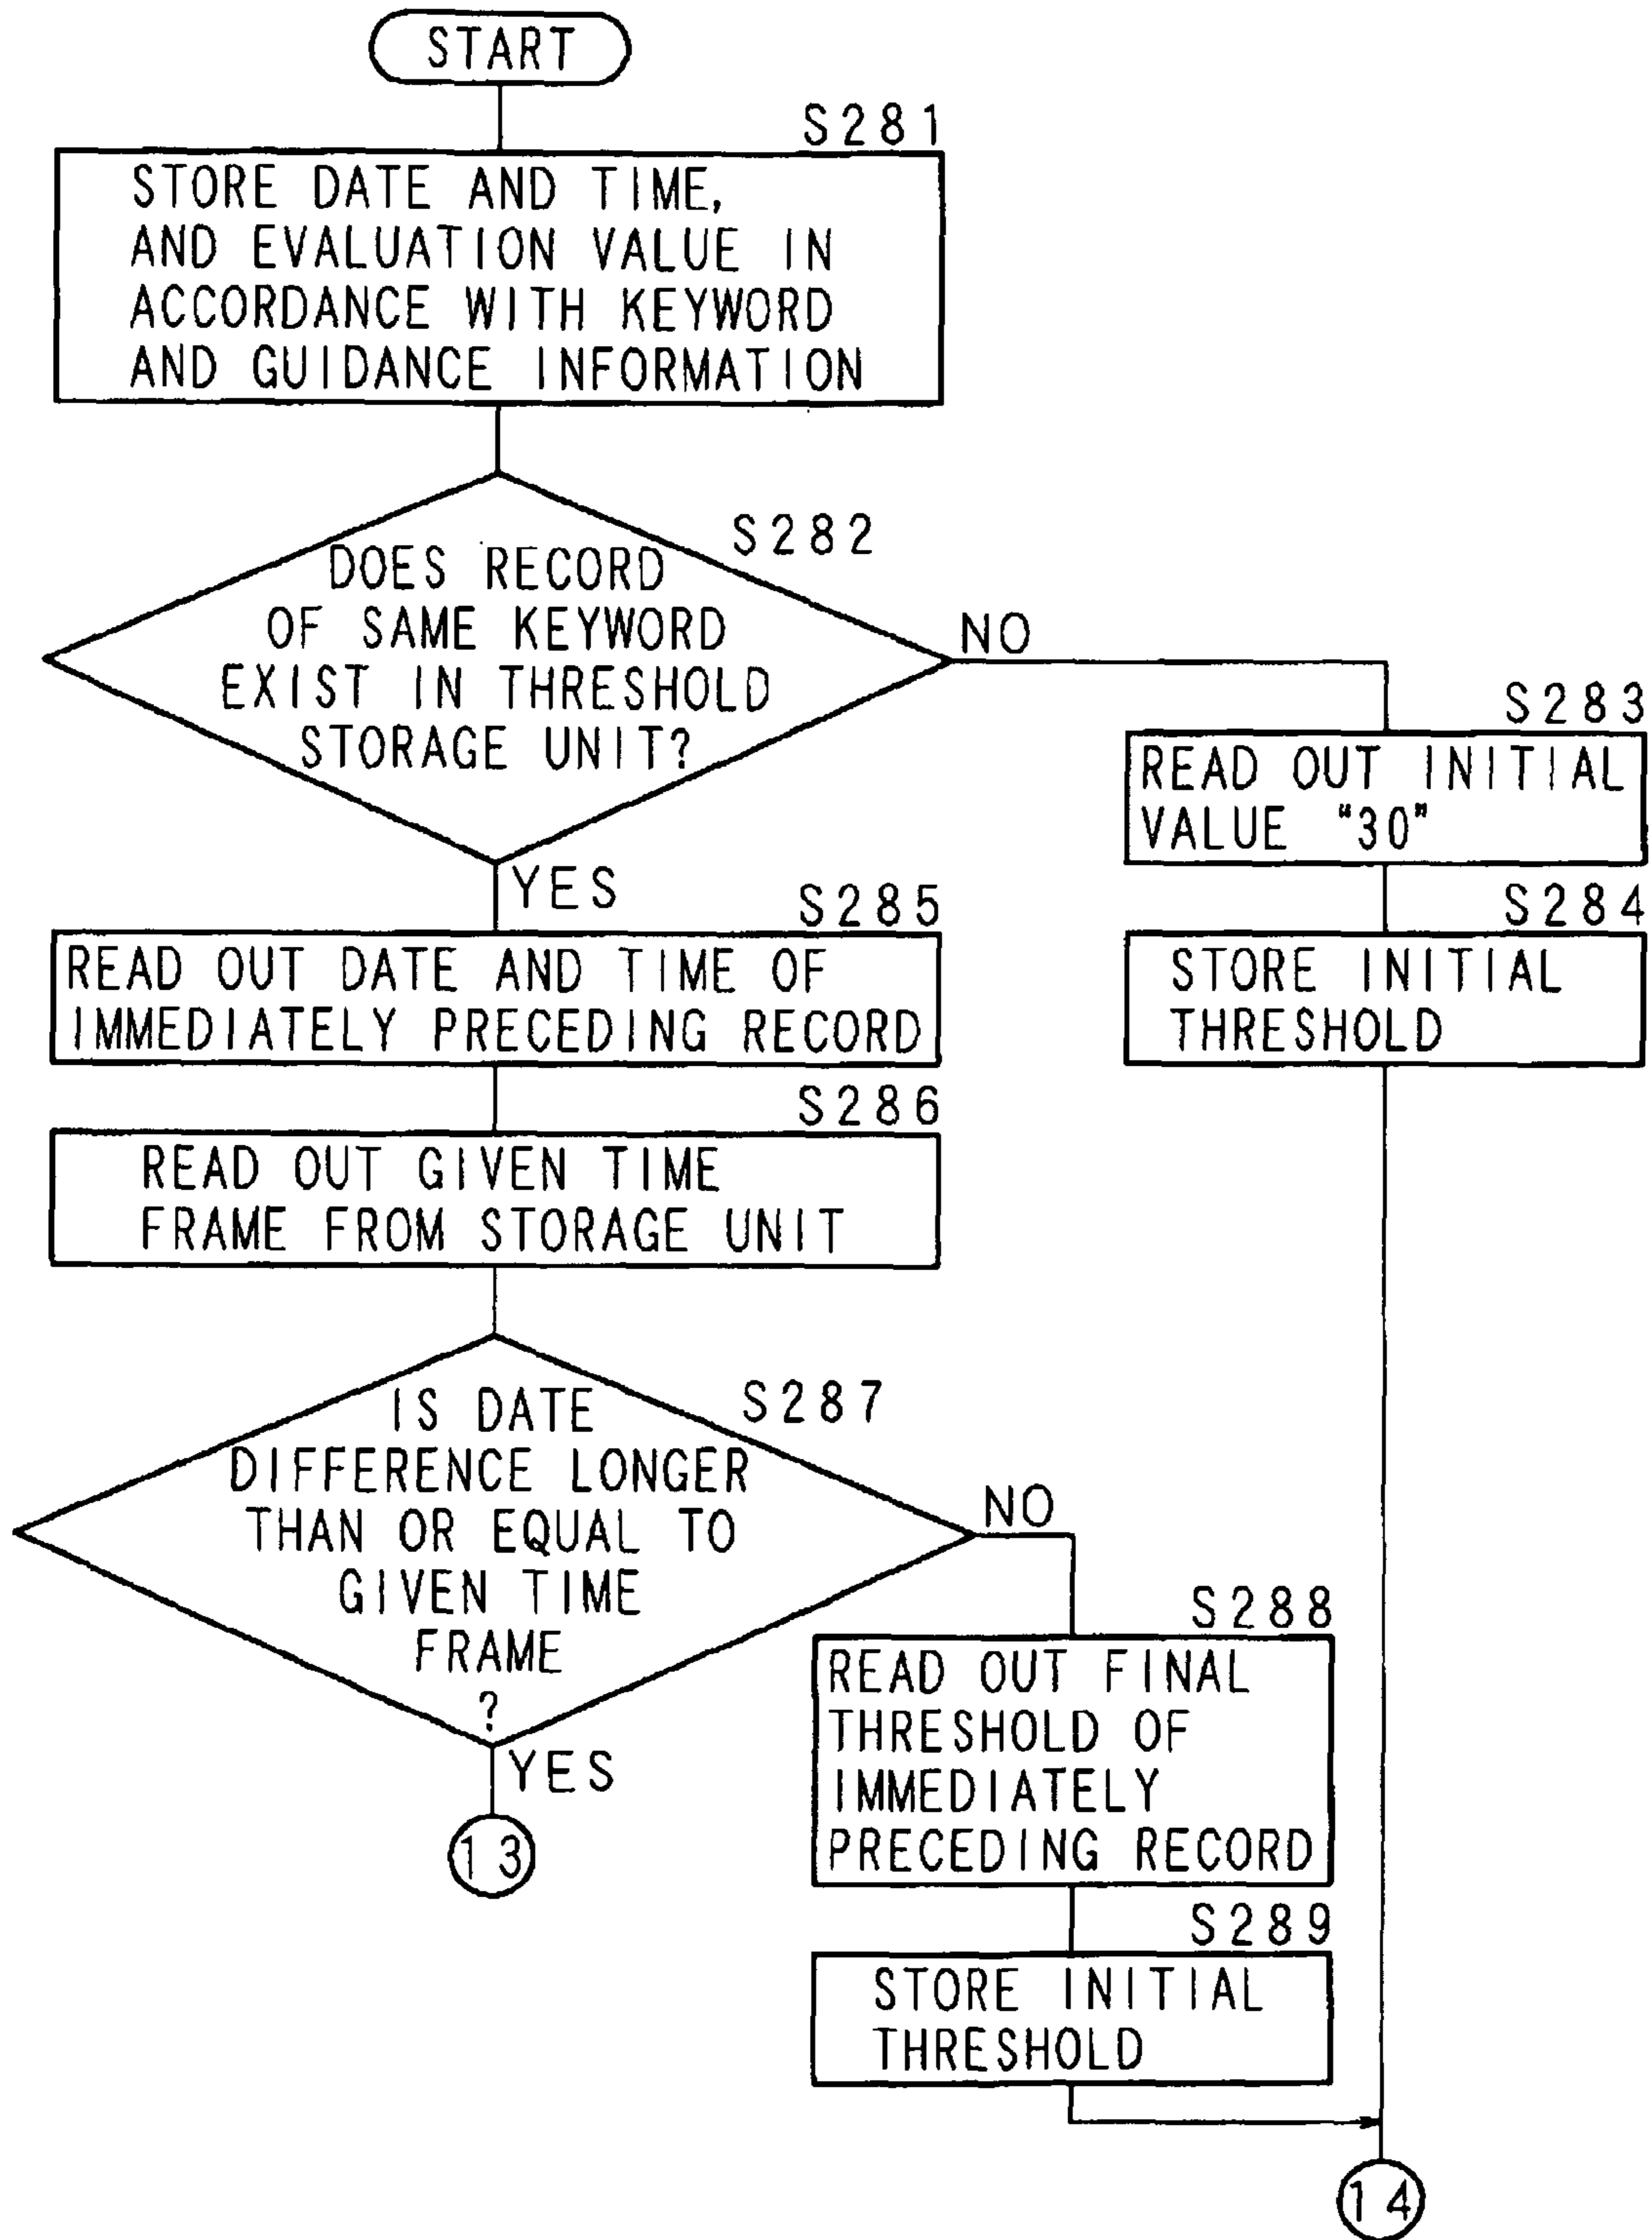 START
S281
STORE DATE AND TIME,
AND EVALUATION VALUE IN
ACCORDANCE WITH KEYWORD
AND GUIDANCE INFORMATION
S282
DOES RECORD
OF SAME KEYWORD
EXIST IN THRESHOLD
STORAGE UNIT?
NO
S283
READ OUT INITIAL
VALUE “30”
S284
STORE INITIAL
THRESHOLD
YES
S285
READ OUT DATE AND TIME OF
IMMEDIATELY PRECEDING RECORD
S286
READ OUT GIVEN TIME
FRAME FROM STORAGE UNIT
S287
IS DATE
DIFFERENCE LONGER
THAN OR EQUAL TO
GIVEN TIME
FRAME
?
NO
YES
13
S288
READ OUT FINAL
THRESHOLD OF
IMMEDIATELY
PRECEDING RECORD
S289
STORE INITIAL
THRESHOLD
14